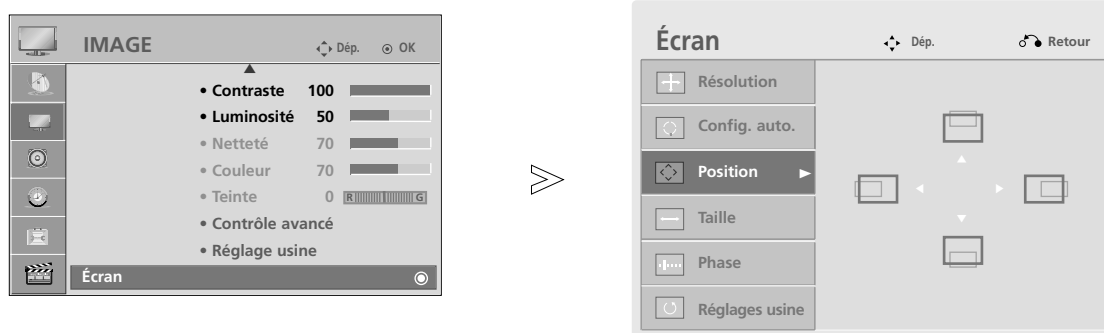 IMAGE Dép. OK
• Contraste 100
• Luminosité 50
• Netteté 70
• Couleur 70
• Teinte 0 R G
• Contrôle avancé
• Réglage usine
Écran
Écran Dép. Retour
Résolution
Config. auto.
Position
Taille
Phase
Réglages usine